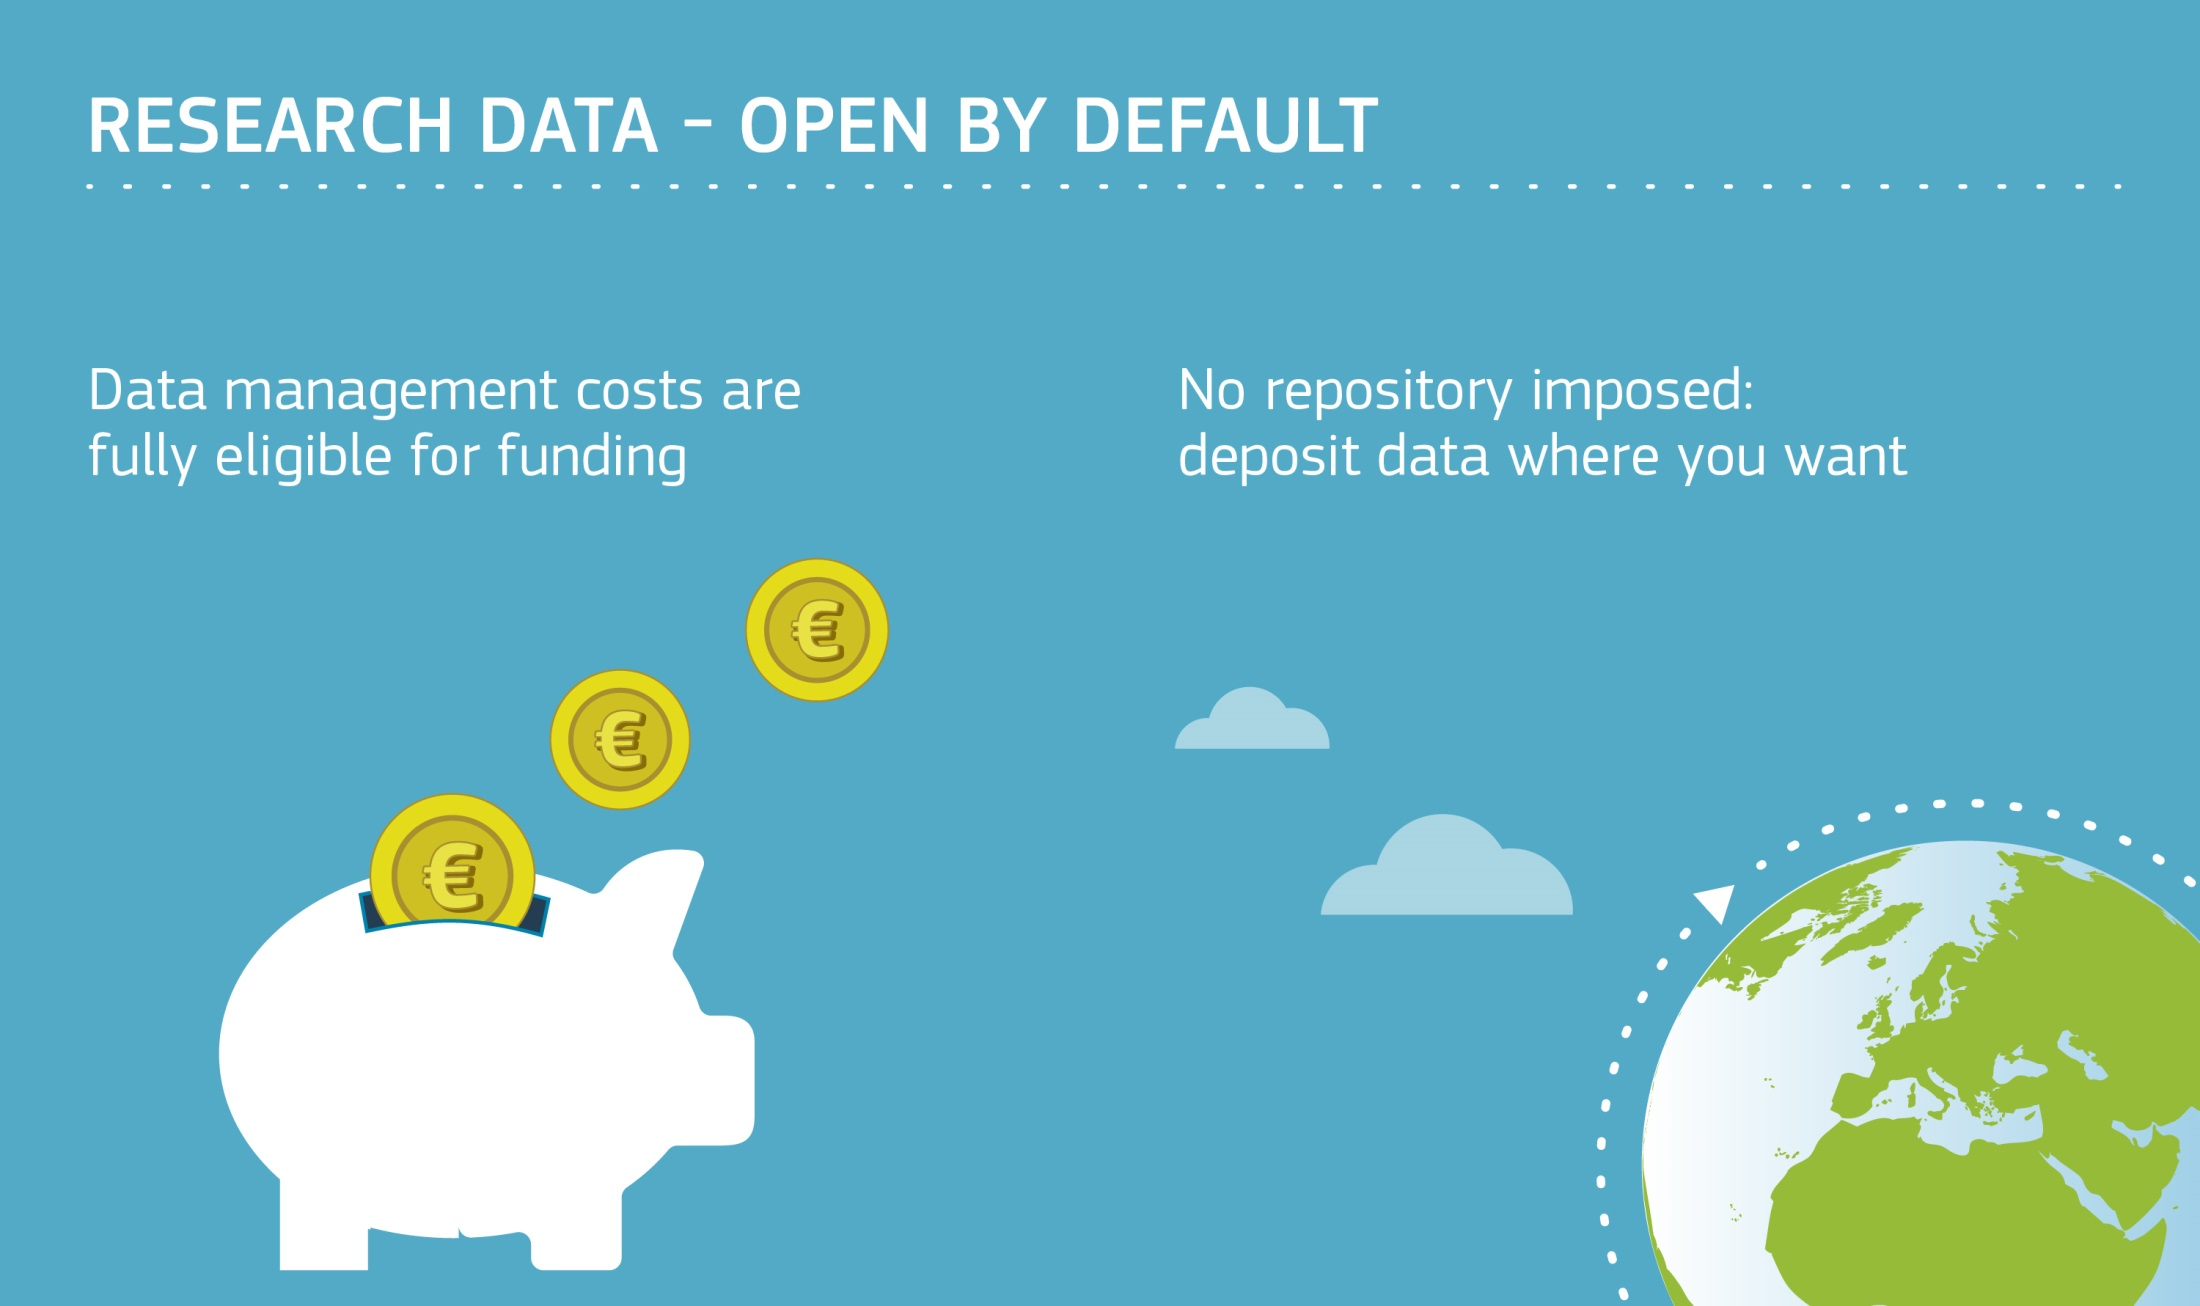 RESEARCH DATA – OPEN BY DEFAULT
Data management costs are
fully eligible for funding
No repository imposed:
deposit data where you want
€
€
€